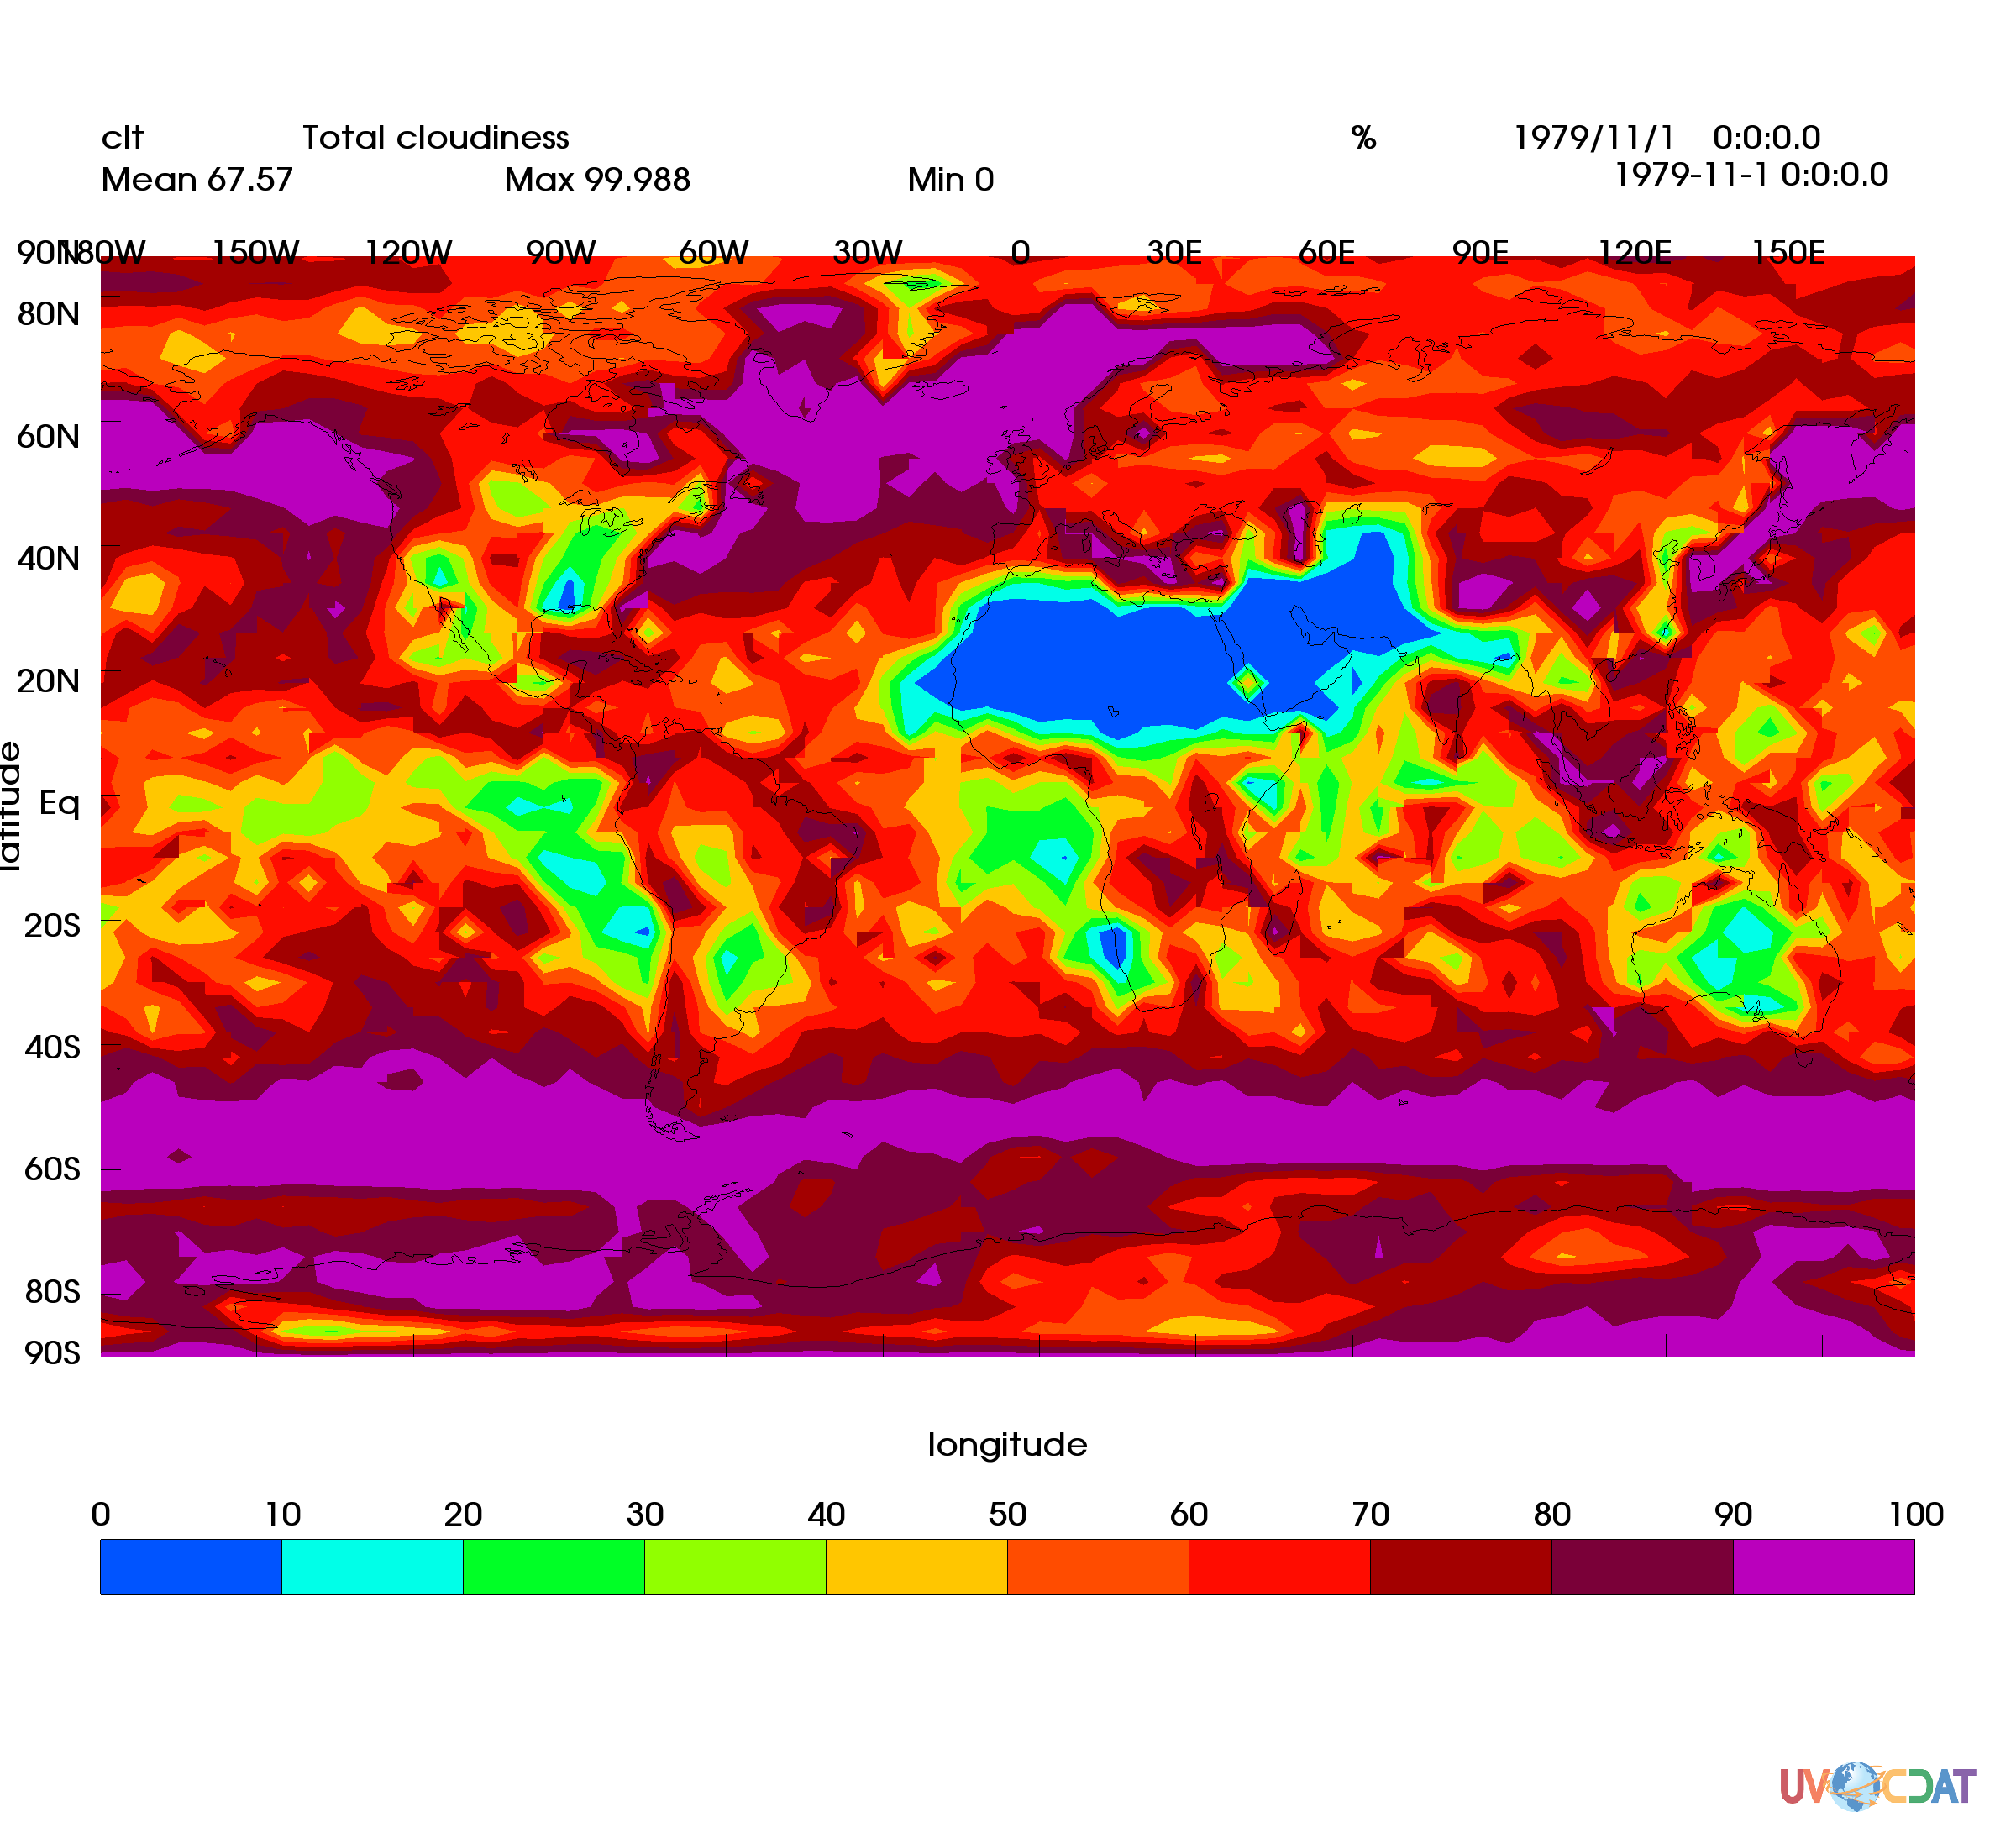 clt Total cloudiness % 1979/11/1 0:0:0.0
Mean 67.57 Max 99.988 Min 0 1979-11-1 0:0:0.0
180W 150W 120W 90W 60W 30W 0 30E 60E 90E 120E 150E
90N
80N
60N
40N
20N
Eq
20S
40S
60S
80S
90S
latitude
longitude
0 10 20 30 40 50 60 70 80 90 100
UV CDAT